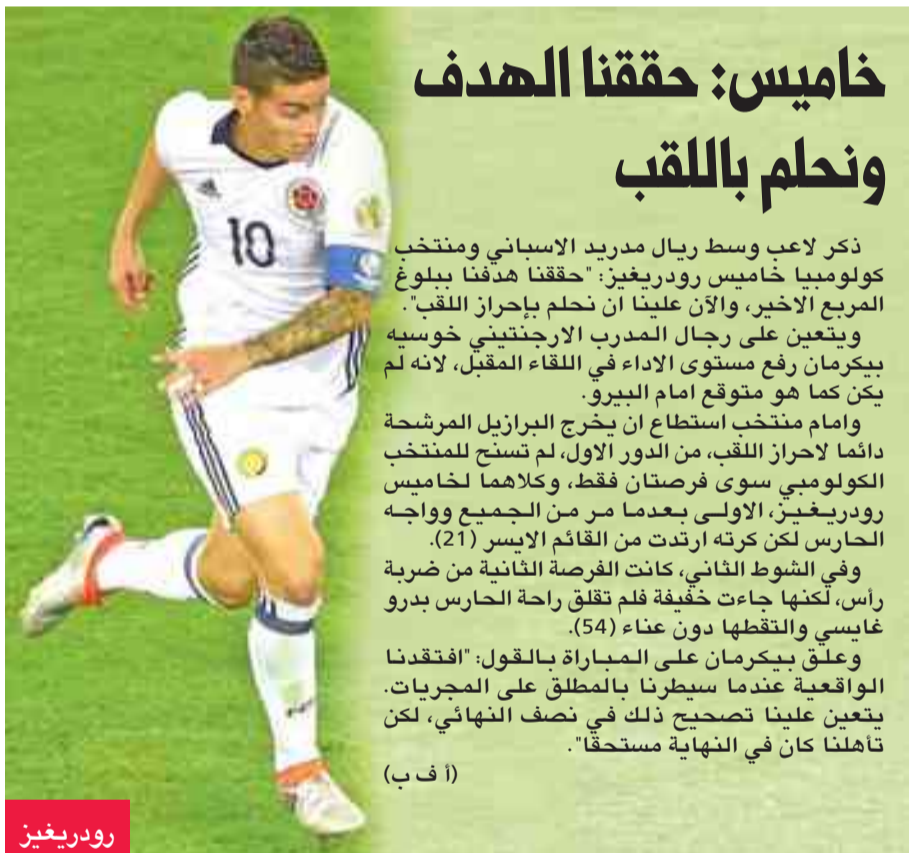 خاميس: حققنا الهدف
ونحلم باللقب
ذكر لاعب وسط ريال مدريد الاسباني ومنتخب
كولومبيا خاميس رودريغيز: "حققنا هدفنا ببلوغ
المربع الاخير، والآن علينا ان نحلم بإحراز اللقب".
ويتعين على رجال المدرب الارجنتيني خوسيه
بيكرمان رفع مستوى الاداء في اللقاء المقبل، لانه لم
يكن كما هو متوقع امام البيرو.
وامام منتخب استطاع ان يخرج البرازيل المرشحة
دائما لاحراز اللقب، من الدور الاول، لم تسنح للمنتخب
الكولومبي سوى فرصتان فقط، وكلاهما لخاميس
رودريغيز، الاولى بعدما مر من الجميع وواجه
الحارس لكن كرته ارتدت من القائم الايسر (21).
وفي الشوط الثاني، كانت الفرصة الثانية من ضربة
رأس، لكنها جاءت خفيفة فلم تقلق راحة الحارس بدرو
غايسي والتقطها دون عناء (54).
وعلق بيكرمان على المباراة بالقول: "افتقدنا
الواقعية عندما سيطرنا بالمطلق على المجريات.
يتعين علينا تصحيح ذلك في نصف النهائي، لكن
تأهلنا كان في النهاية مستحقا".
(أ ف ب)
10
رودريغيز